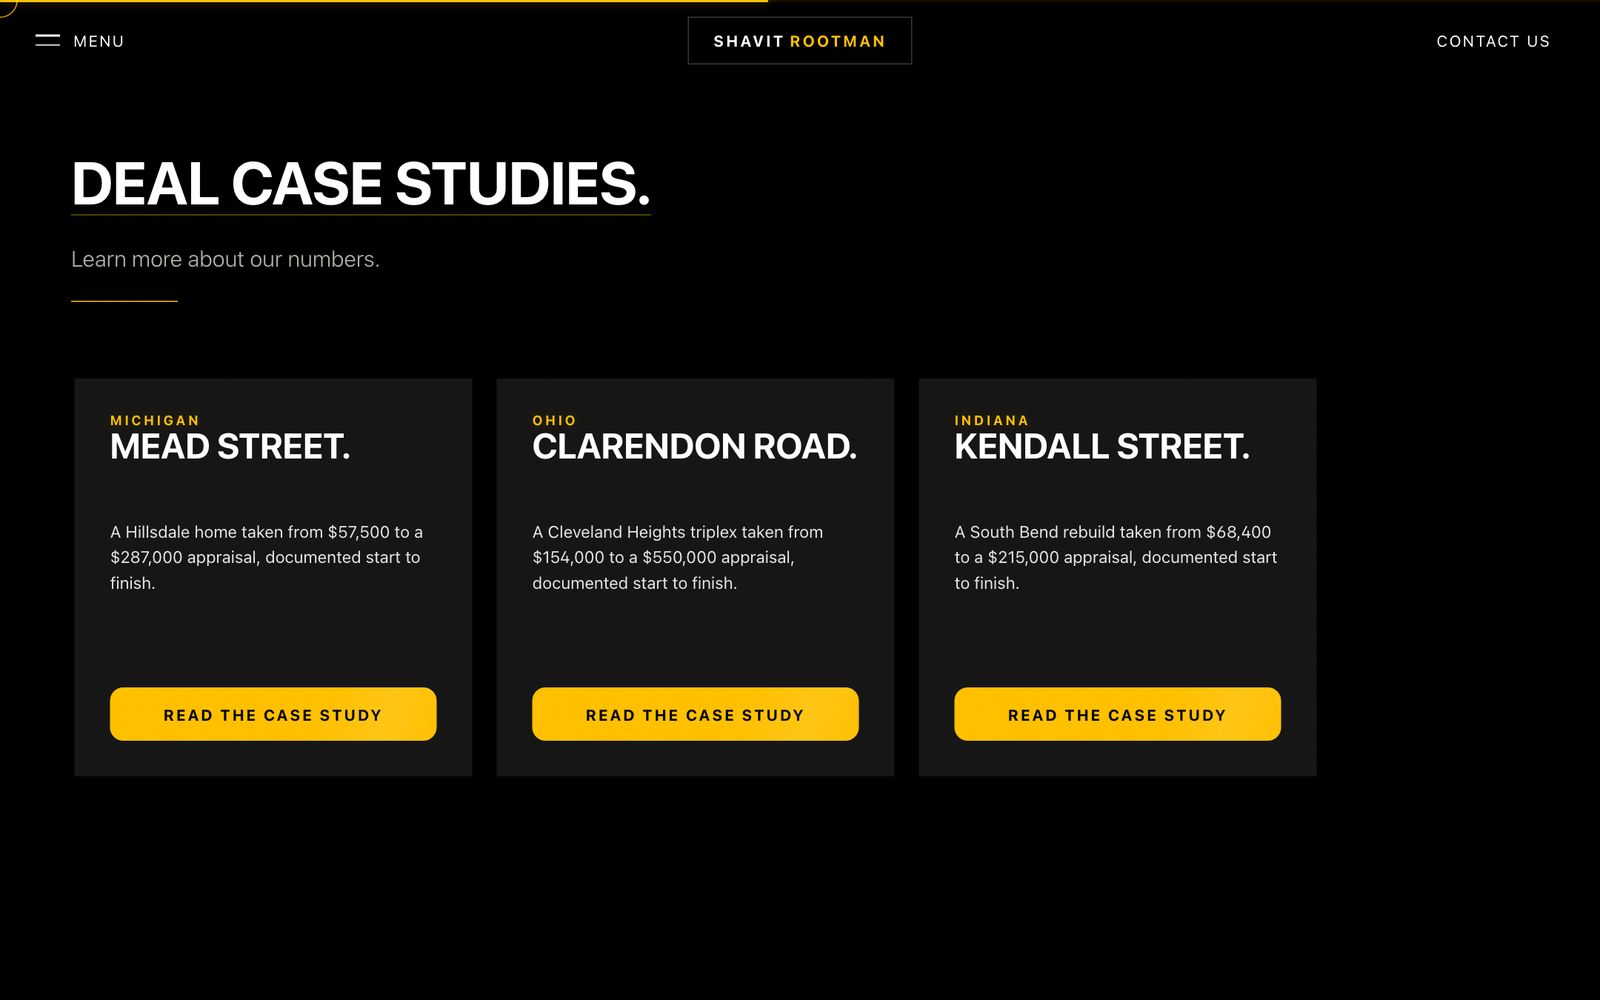 MENU
SHAVIT ROOTMAN
CONTACT US
DEAL CASE STUDIES.
Learn more about our numbers.
MICHIGAN
MEAD STREET.
A Hillsdale home taken from $57,500 to a
$287,000 appraisal, documented start to
finish.
READ THE CASE STUDY
OHIO
CLARENDON ROAD.
A Cleveland Heights triplex taken from
$154,000 to a $550,000 appraisal,
documented start to finish.
READ THE CASE STUDY
INDIANA
KENDALL STREET.
A South Bend rebuild taken from $68,400
to a $215,000 appraisal, documented start
to finish.
READ THE CASE STUDY